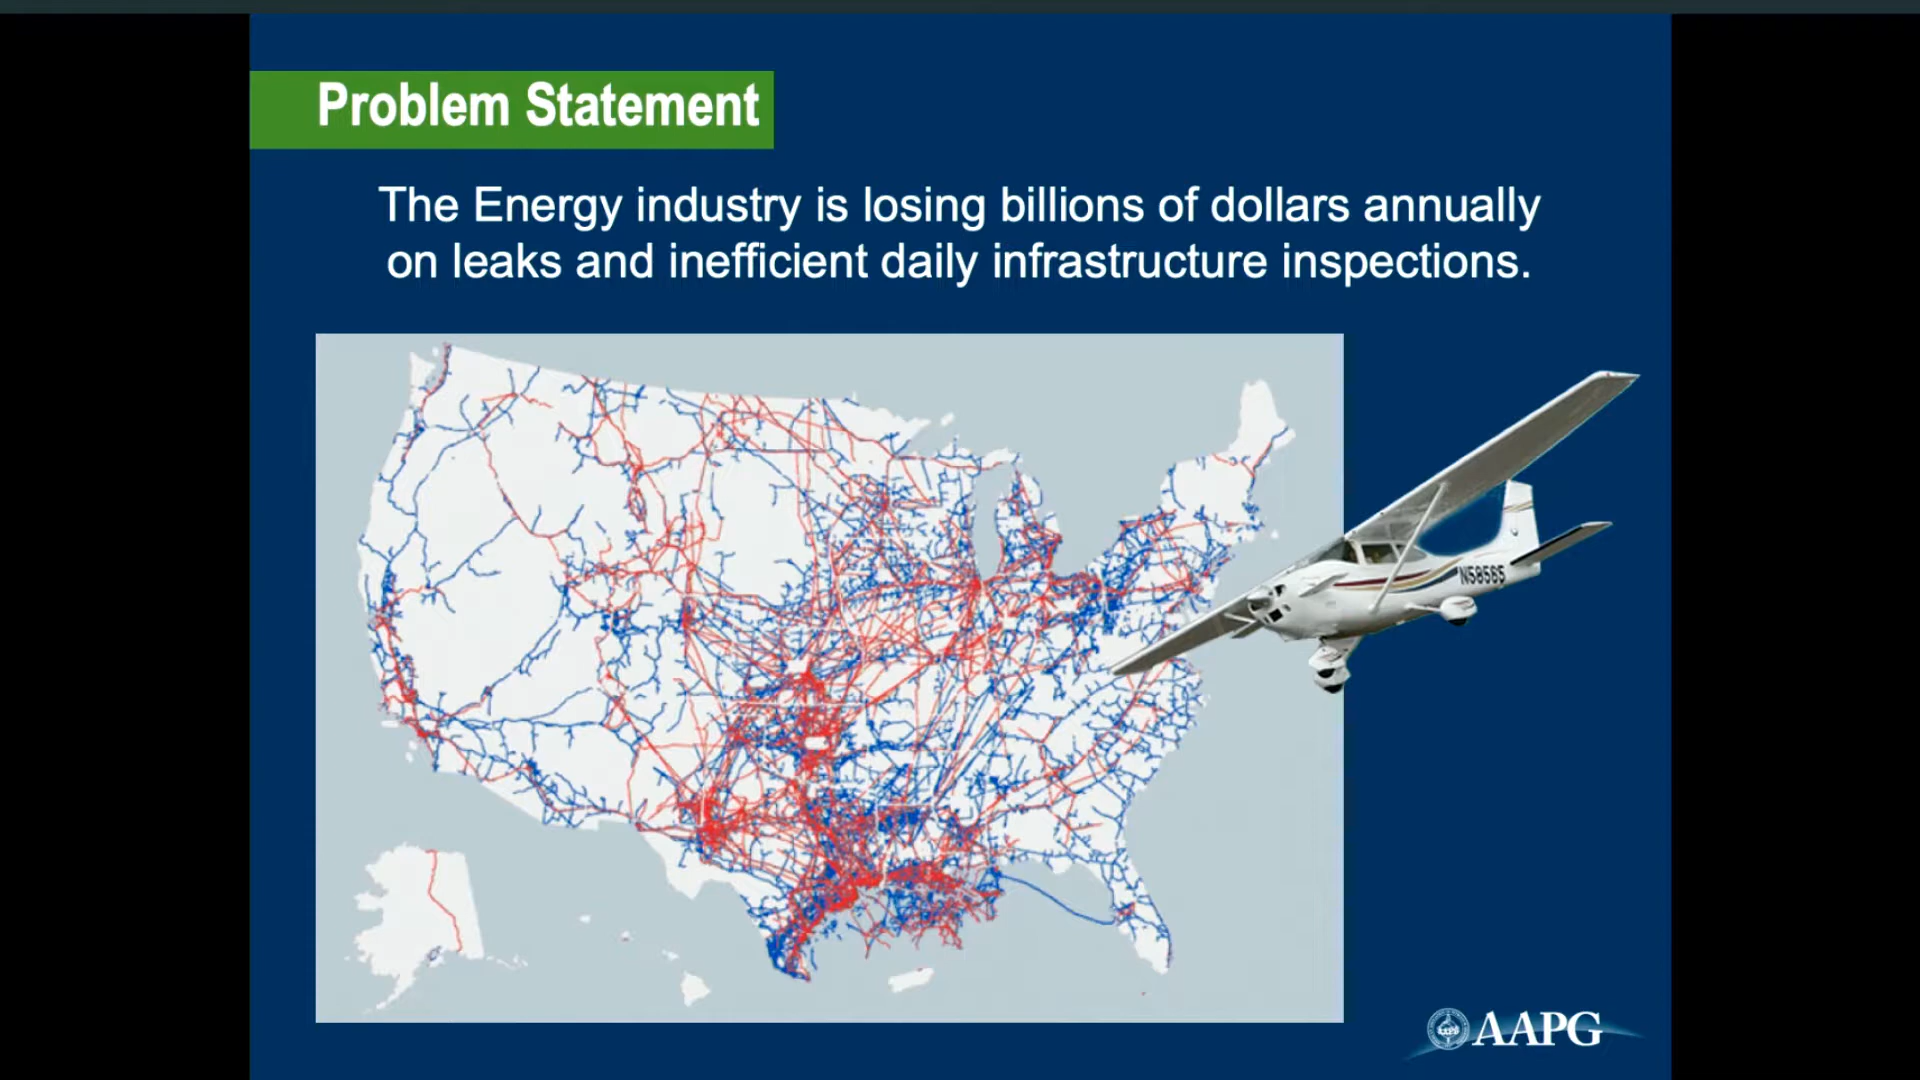 Problem Statement
The Energy industry is losing billions of dollars annually
on leaks and inefficient daily infrastructure inspections.
N58565
AAPG